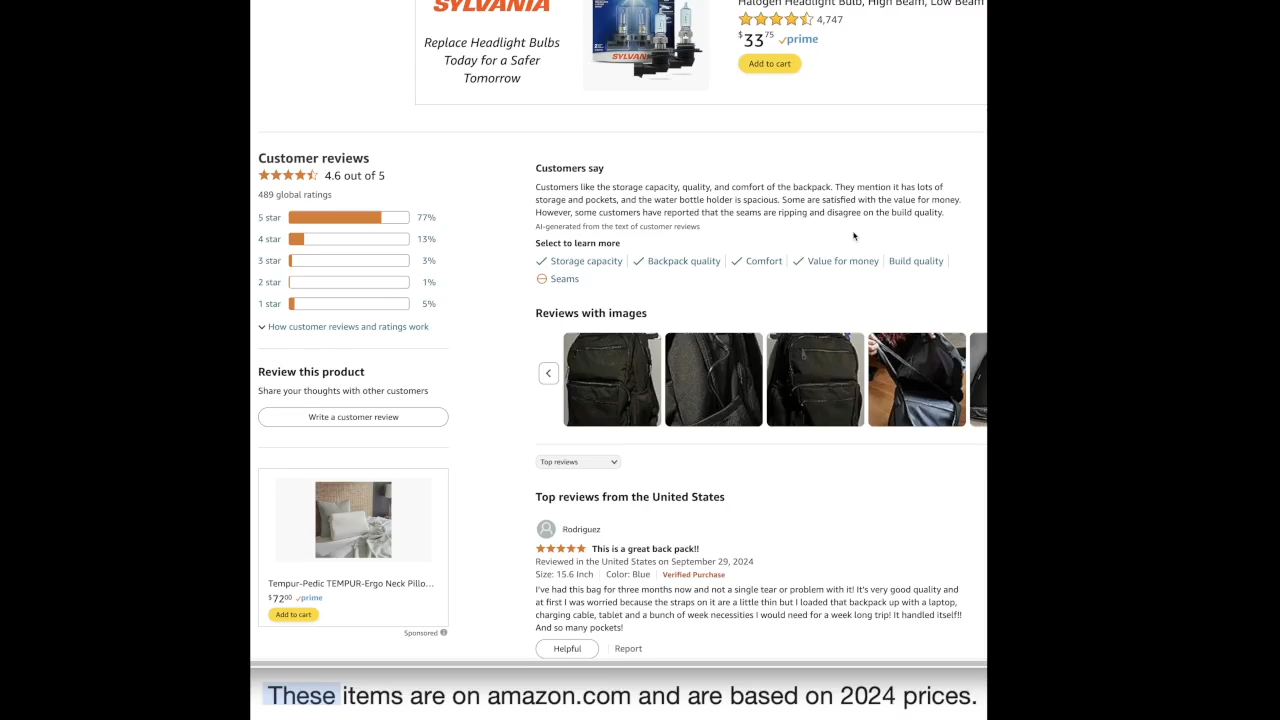 SYLVANIA
Replace Headlight Bulbs
Today for a Safer
Tomorrow
SYLVANIA
Halogen Headlight Bulb, High Beam, Low Beam
4,747
$3375 prime
Add to cart
Customer reviews
4.6 out of 5
489 global ratings
5 star 77%
4 star 13%
3 star 3%
2 star 1%
1 star 5%
How customer reviews and ratings work
Review this product
Share your thoughts with other customers
Write a customer review
Tempur-Pedic TEMPUR-Ergo Neck Pillo...
$7200 prime
Add to cart
Sponsored
Customers say
Customers like the storage capacity, quality, and comfort of the backpack. They mention it has lots of
storage and pockets, and the water bottle holder is spacious. Some are satisfied with the value for money.
However, some customers have reported that the seams are ripping and disagree on the build quality.
AI-generated from the text of customer reviews
Select to learn more
Storage capacity | Backpack quality | Comfort | Value for money | Build quality |
Seams
Reviews with images
Top reviews
Top reviews from the United States
Rodriguez
This is a great back pack!!
Reviewed in the United States on September 29, 2024
Size: 15.6 Inch | Color: Blue | Verified Purchase
I've had this bag for three months now and not a single tear or problem with it! It's very good quality and
at first I was worried because the straps on it are a little thin but I loaded that backpack up with a laptop,
charging cable, tablet and a bunch of week necessities I would need for a week long trip! It handled itself!!
And so many pockets!
Helpful | Report
These items are on amazon.com and are based on 2024 prices.